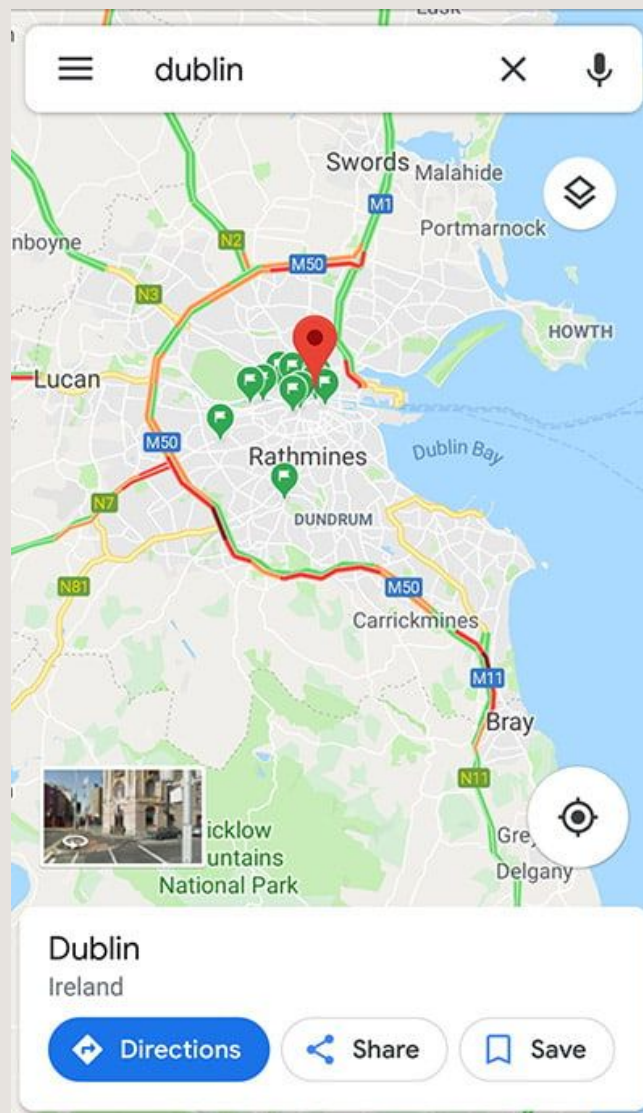 dublin
Swords
Malahide
M1
Portmarnock
nboyne
N2
M50
N3
HOWTH
Lucan
M50
Rathmines
Dublin Bay
N7
DUNDRUM
N81
M50
Carrickmines
M11
Bray
N11
icklow
untains
National Park
Gre
Delgany
Dublin
Ireland
Directions
Share
Save